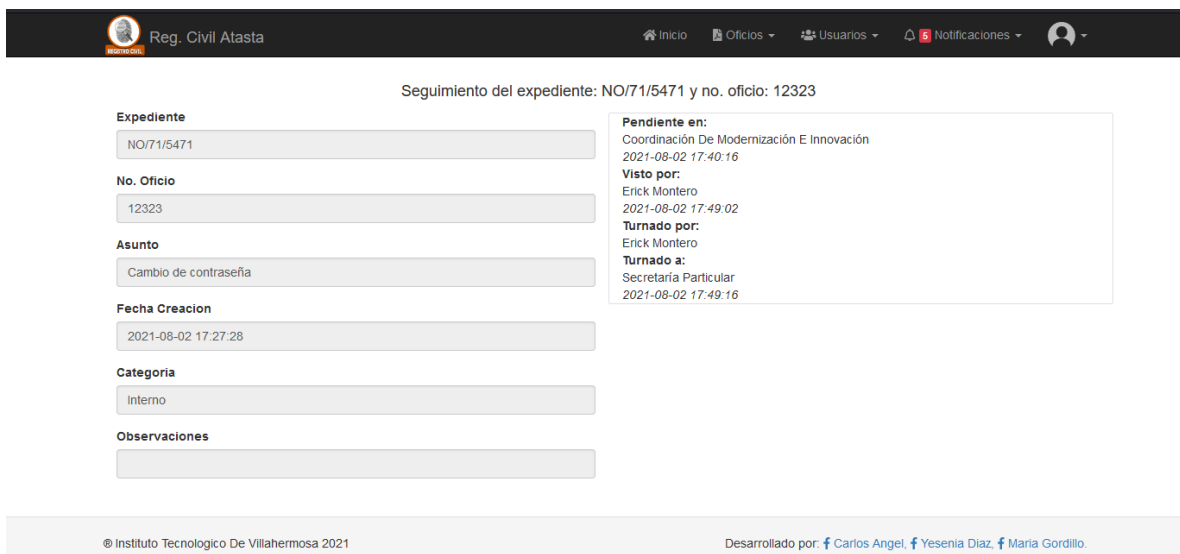 REGISTRO CIVIL
Reg. Civil Atasta
Inicio
Oficios
Usuarios
5 Notificaciones
Seguimiento del expediente: NO/71/5471 y no. oficio: 12323
Expediente
NO/71/5471
No. Oficio
12323
Asunto
Cambio de contraseña
Fecha Creacion
2021-08-02 17:27:28
Categoria
Interno
Observaciones
Pendiente en:
Coordinación De Modernización E Innovación
2021-08-02 17:40:16
Visto por:
Erick Montero
2021-08-02 17:49:02
Turnado por:
Erick Montero
Turnado a:
Secretaría Particular
2021-08-02 17:49:16
® Instituto Tecnologico De Villahermosa 2021
Desarrollado por: Carlos Angel, Yesenia Diaz, Maria Gordillo.